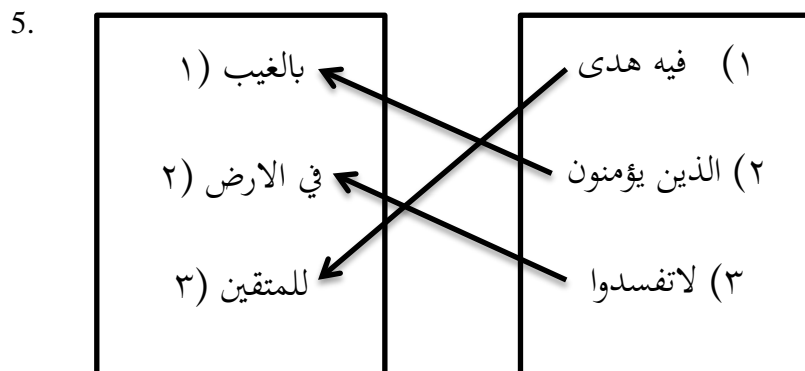 5.
١) فيه هدى
بالغيب (١
٢) الذين يؤمنون
في الارض (٢
٣) لاتفسدوا
للمتقين (٣